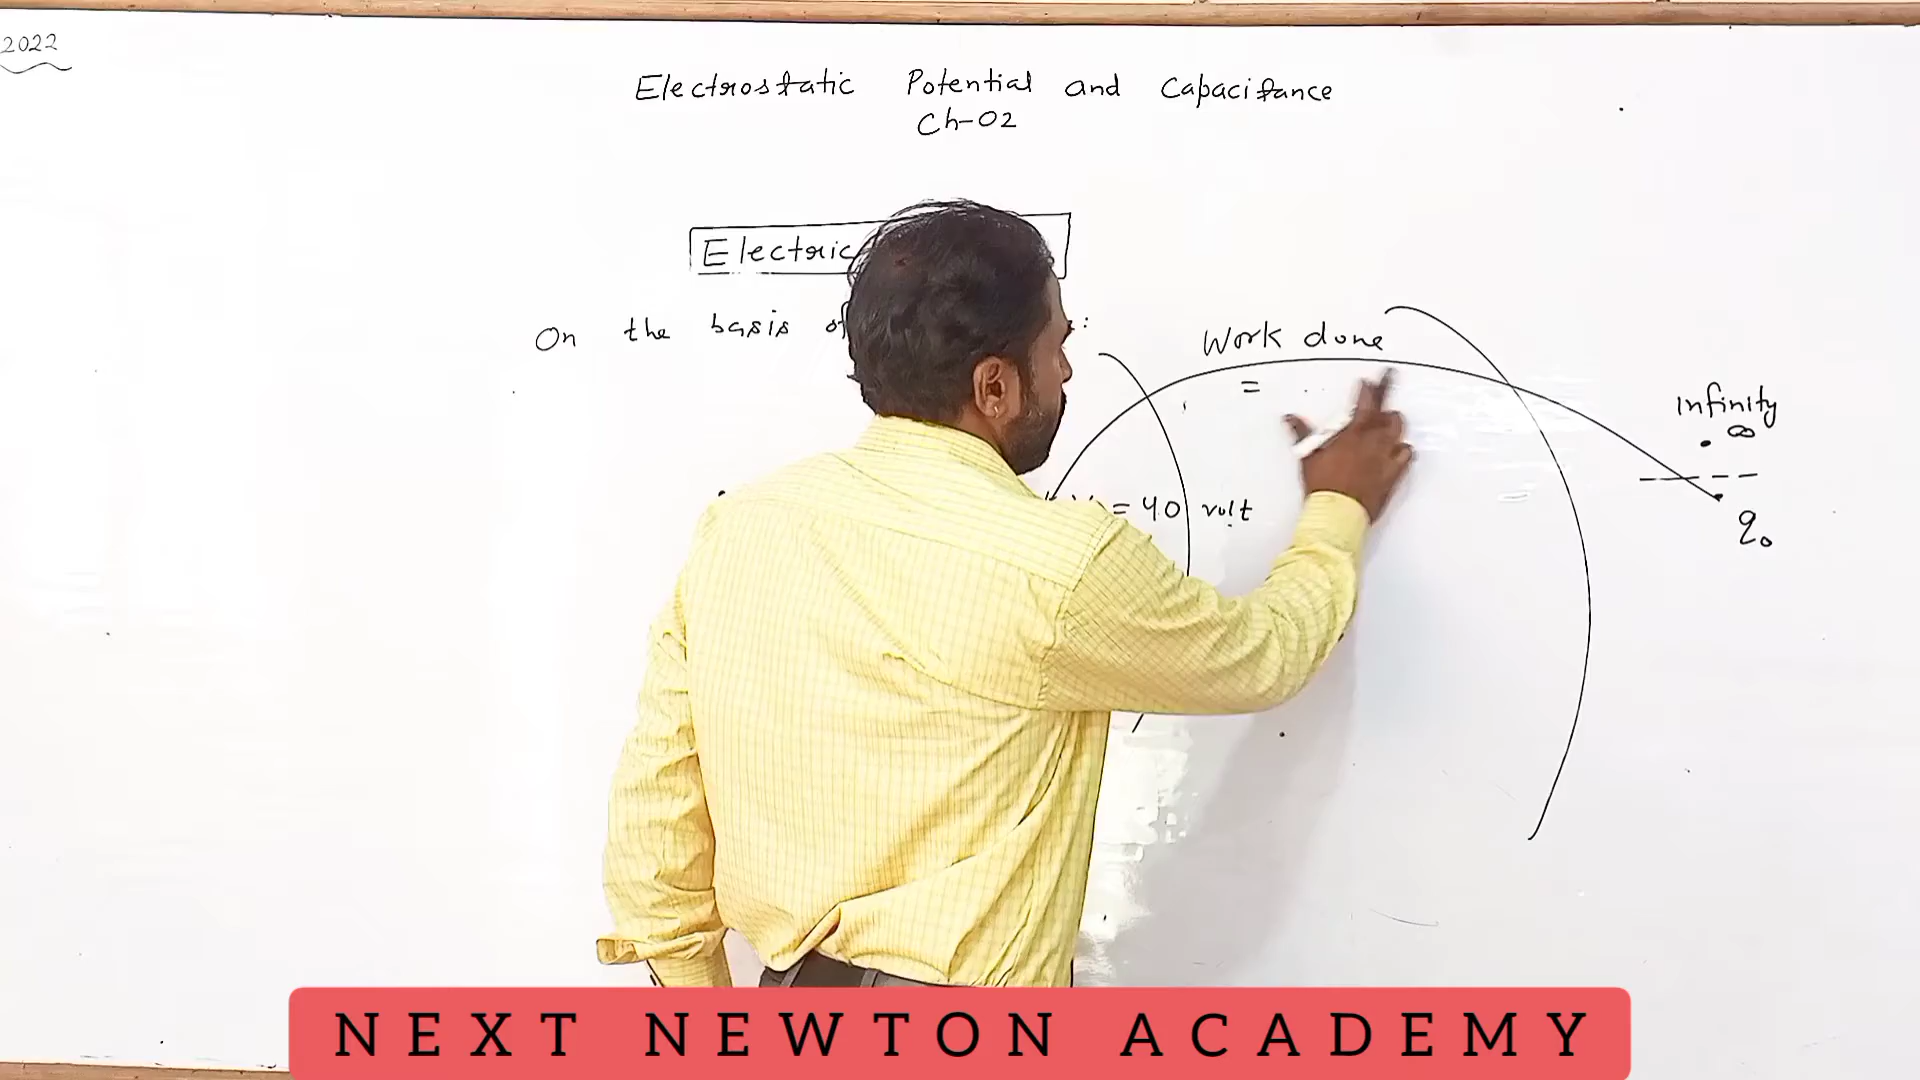 2022
Electrostatic Potential and Capacitance
Ch-02
Electric
On the basis of
Work done
=
Infinity
∞
= 40 volt
q₀
NEXT NEWTON ACADEMY